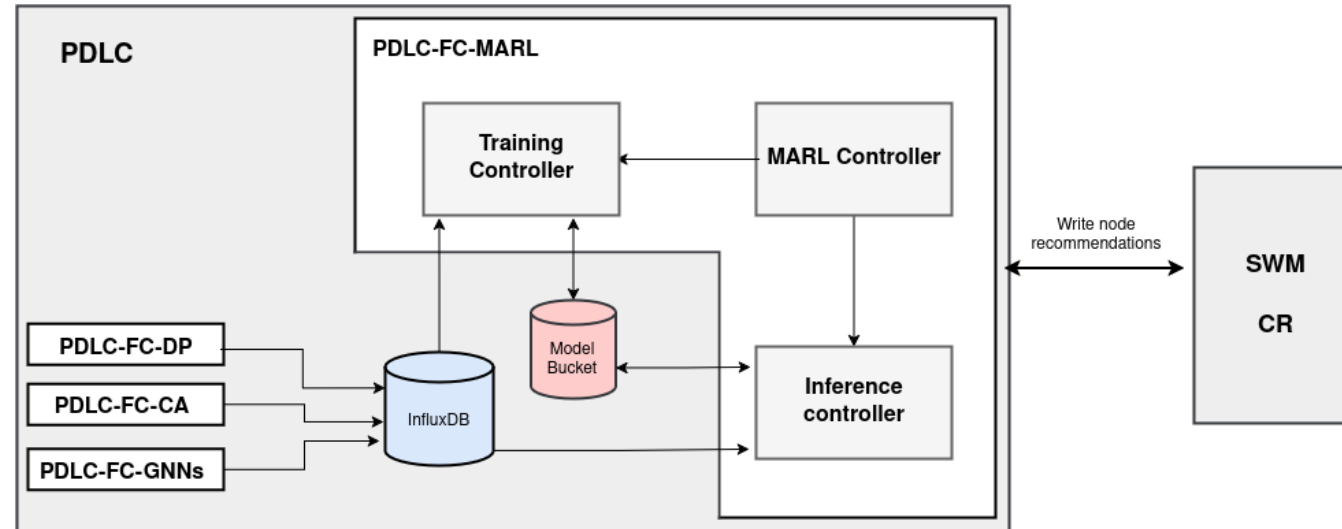 PDLC
PDLC-FC-MARL
Training
Controller
MARL Controller
Write node
recommendations
SWM
CR
PDLC-FC-DP
PDLC-FC-CA
PDLC-FC-GNNs
InfluxDB
Model
Bucket
Inference
controller